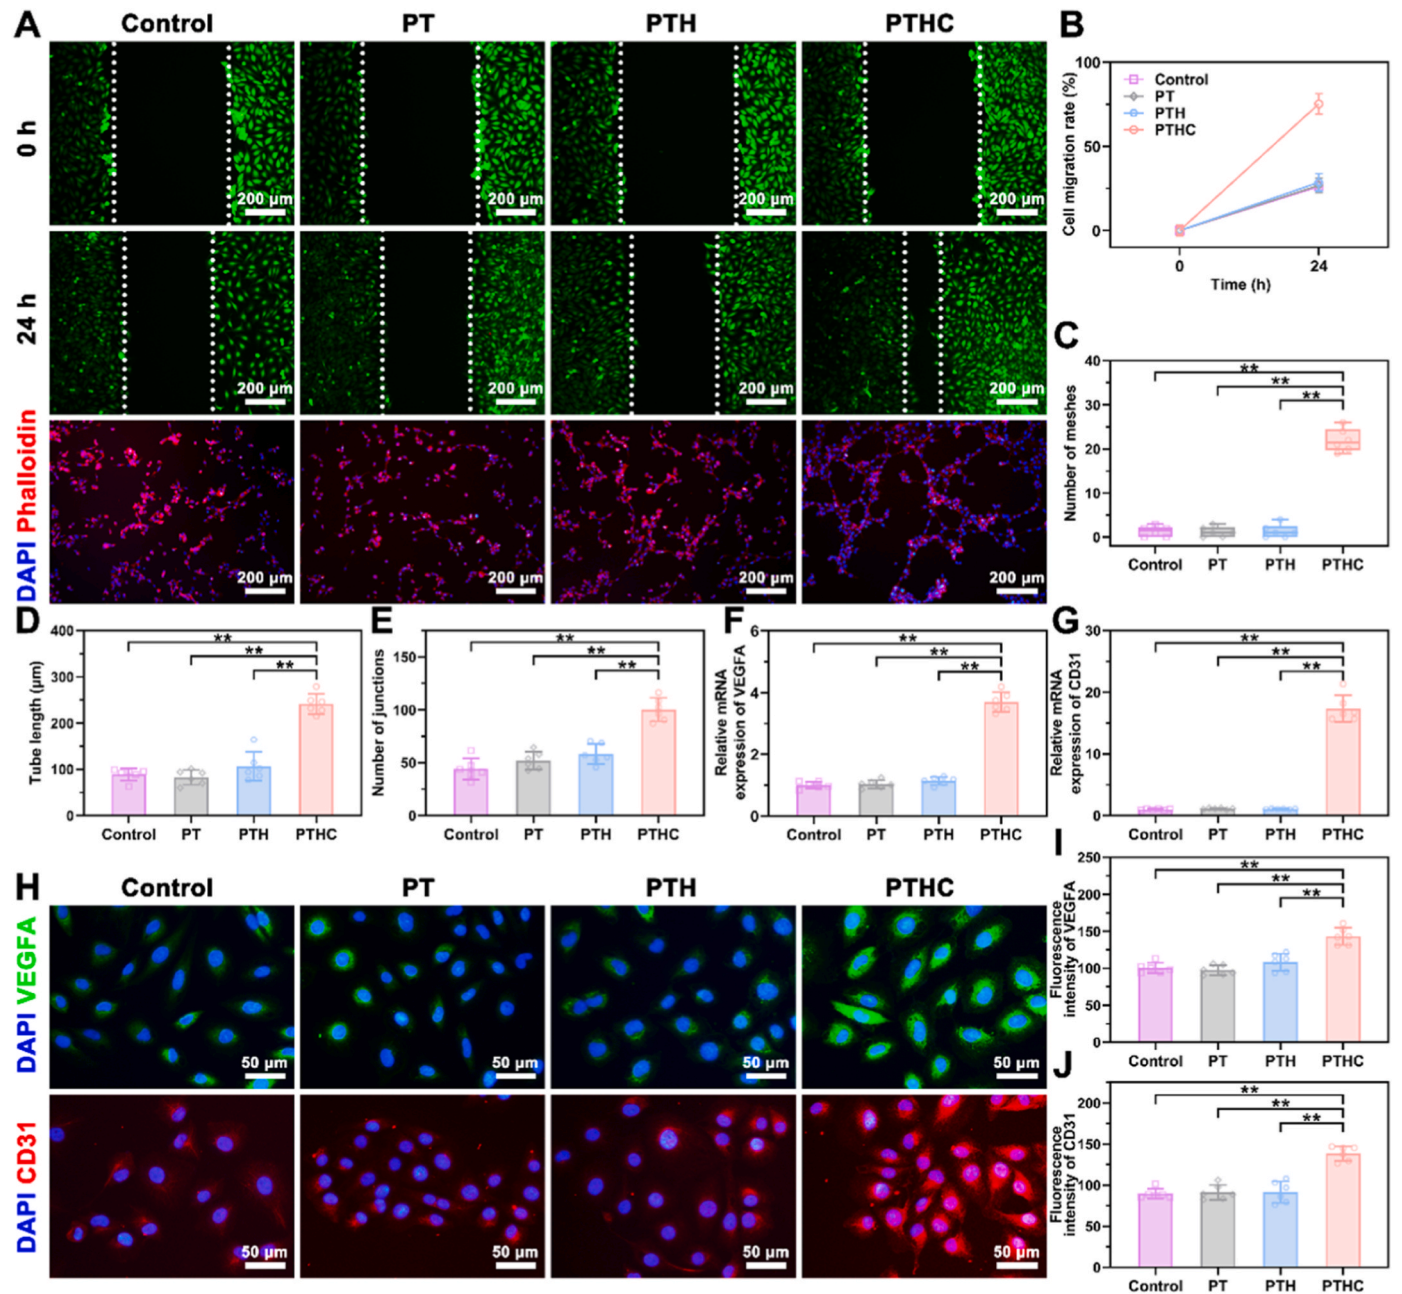 A
Control
PT
PTH
PTHC
0 h
200 µm
200 µm
200 µm
200 µm
24 h
200 µm
200 µm
200 µm
200 µm
DAPI Phalloidin
200 µm
200 µm
200 µm
200 µm
B
Cell migration rate (%)
100
50
0
Control
PT
PTH
PTHC
0
24
Time (h)
C
Number of meshes
40
30
20
10
0
**
**
**
Control
PT
PTH
PTHC
D
Tube length (µm)
400
300
200
100
0
**
**
**
Control
PT
PTH
PTHC
E
Number of junctions
150
100
50
0
**
**
**
Control
PT
PTH
PTHC
F
Relative mRNA
expression of VEGFA
6
4
2
0
**
**
**
Control
PT
PTH
PTHC
G
Relative mRNA
expression of CD31
30
20
10
0
**
**
**
Control
PT
PTH
PTHC
H
Control
PT
PTH
PTHC
DAPI VEGFA
50 µm
50 µm
50 µm
50 µm
DAPI CD31
50 µm
50 µm
50 µm
50 µm
I
Fluorescence
intensity of VEGFA
250
200
150
100
50
0
**
**
**
Control
PT
PTH
PTHC
J
Fluorescence
intensity of CD31
200
150
100
50
0
**
**
**
Control
PT
PTH
PTHC